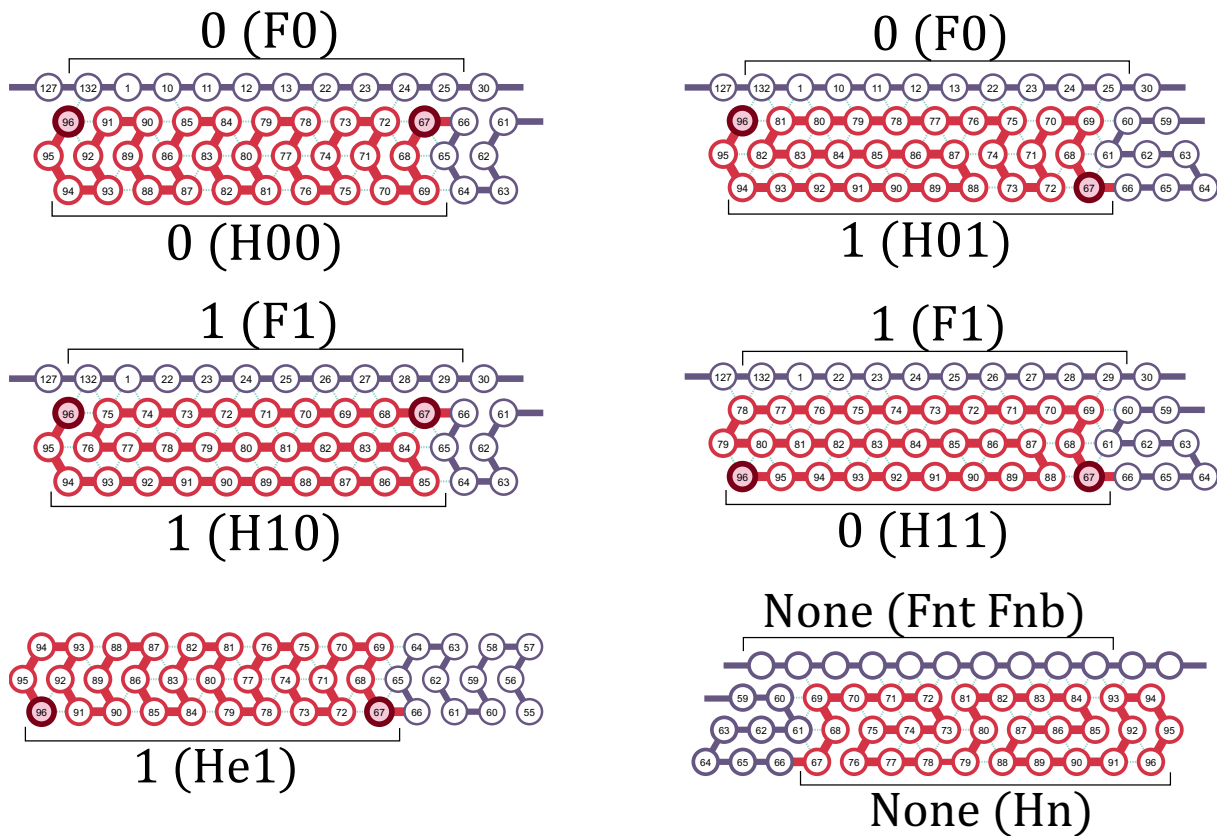 0 (F0)
127 132 1 10 11 12 13 22 23 24 25 30
96 91 90 85 84 79 78 73 72 67 66 61
95 92 89 86 83 80 77 74 71 68 65 62
94 93 88 87 82 81 76 75 70 69 64 63
0 (H00)
0 (F0)
127 132 1 10 11 12 13 22 23 24 25 30
96 81 80 79 78 77 76 75 70 69 60 59
95 82 83 84 85 86 87 74 71 68 61 62 63
94 93 92 91 90 89 88 73 72 67 66 65 64
1 (H01)
1 (F1)
127 132 1 22 23 24 25 26 27 28 29 30
96 75 74 73 72 71 70 69 68 67 66 61
95 76 77 78 79 80 81 82 83 84 65 62
94 93 92 91 90 89 88 87 86 85 64 63
1 (H10)
1 (F1)
127 132 1 22 23 24 25 26 27 28 29 30
78 77 76 75 74 73 72 71 70 69 60 59
79 80 81 82 83 84 85 86 87 68 61 62 63
96 95 94 93 92 91 90 89 88 67 66 65 64
0 (H11)
94 93 88 87 82 81 76 75 70 69 64 63 58 57
95 92 89 86 83 80 77 74 71 68 65 62 59 56
96 91 90 85 84 79 78 73 72 67 66 61 60 55
1 (He1)
None (Fnt Fnb)
59 60 69 70 71 72 81 82 83 84 93 94
63 62 61 68 75 74 73 80 87 86 85 92 95
64 65 66 67 76 77 78 79 88 89 90 91 96
None (Hn)